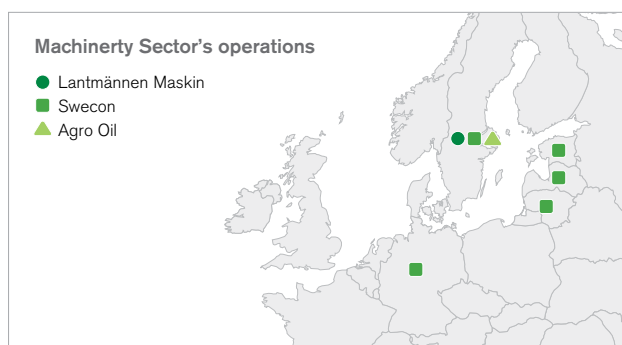 Machinerty Sector's operations
Lantmännen Maskin
Swecon
Agro Oil